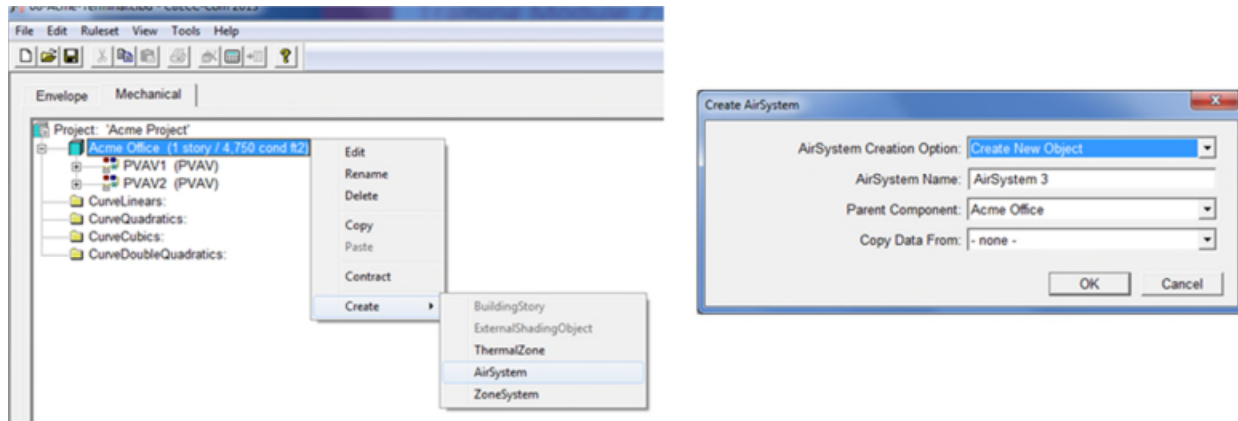 File Edit Ruleset View Tools Help
Envelope Mechanical
Project: 'Acme Project'
Acme Office (1 story / 4,750 cond ft2)
PVAV1 (PVAV)
PVAV2 (PVAV)
CurveLinears:
CurveQuadratics:
CurveCubics:
CurveDoubleQuadratics:
Edit
Rename
Delete
Copy
Paste
Contract
Create
BuildingStory
ExternalShadingObject
ThermalZone
AirSystem
ZoneSystem
Create AirSystem
AirSystem Creation Option: Create New Object
AirSystem Name: AirSystem 3
Parent Component: Acme Office
Copy Data From: - none -
OK Cancel